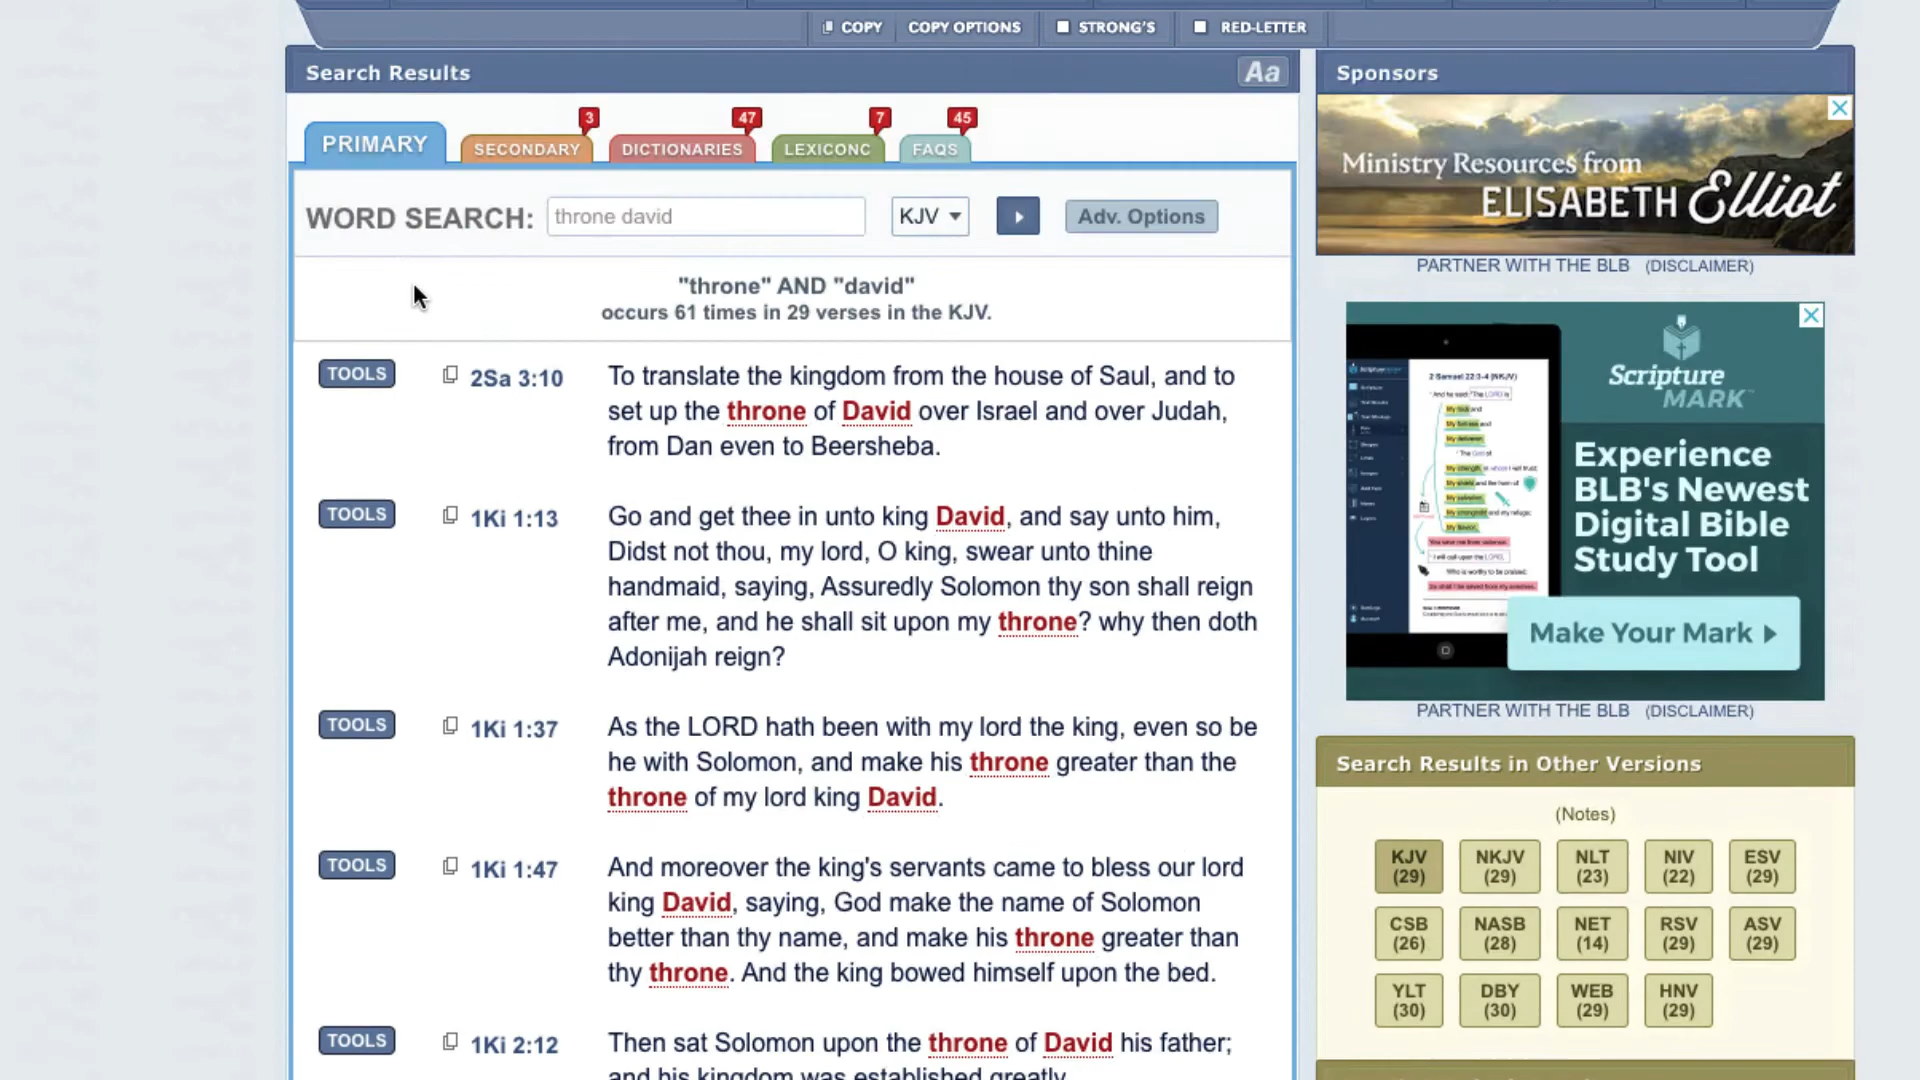 COPY COPY OPTIONS STRONG'S RED-LETTER
Search Results Aa
3 47 7 45
PRIMARY SECONDARY DICTIONARIES LEXICONC FAQS
WORD SEARCH: throne david KJV Adv. Options
"throne" AND "david"
occurs 61 times in 29 verses in the KJV.
TOOLS 2Sa 3:10 To translate the kingdom from the house of Saul, and to
set up the throne of David over Israel and over Judah,
from Dan even to Beersheba.
TOOLS 1Ki 1:13 Go and get thee in unto king David, and say unto him,
Didst not thou, my lord, O king, swear unto thine
handmaid, saying, Assuredly Solomon thy son shall reign
after me, and he shall sit upon my throne? why then doth
Adonijah reign?
TOOLS 1Ki 1:37 As the LORD hath been with my lord the king, even so be
he with Solomon, and make his throne greater than the
throne of my lord king David.
TOOLS 1Ki 1:47 And moreover the king's servants came to bless our lord
king David, saying, God make the name of Solomon
better than thy name, and make his throne greater than
thy throne. And the king bowed himself upon the bed.
TOOLS 1Ki 2:12 Then sat Solomon upon the throne of David his father;
and his kingdom was established greatly.
Sponsors
Ministry Resources from
ELISABETH Elliot
PARTNER WITH THE BLB (DISCLAIMER)
2 Samuel 22:3-4 (NKJV)
Scripture
MARK
Experience
BLB's Newest
Digital Bible
Study Tool
Make Your Mark
PARTNER WITH THE BLB (DISCLAIMER)
Search Results in Other Versions
(Notes)
KJV NKJV NLT NIV ESV
(29) (29) (23) (22) (29)
CSB NASB NET RSV ASV
(26) (28) (14) (29) (29)
YLT DBY WEB HNV
(30) (30) (29) (29)